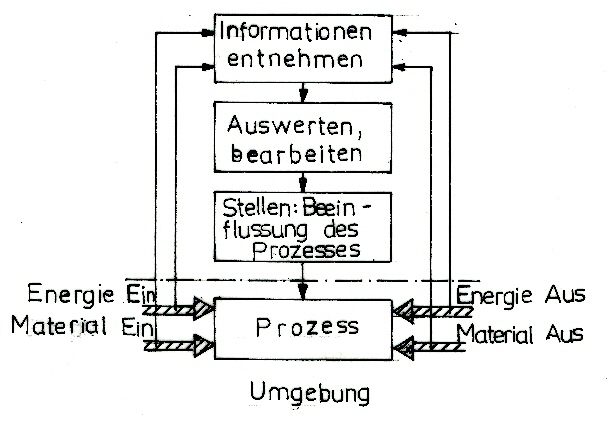 Informationen
entnehmen
Auswerten,
bearbeiten
Stellen: Beein-
flussung des
Prozesses
Energie Ein
Energie Aus
Material Ein
Prozess
Material Aus
Umgebung